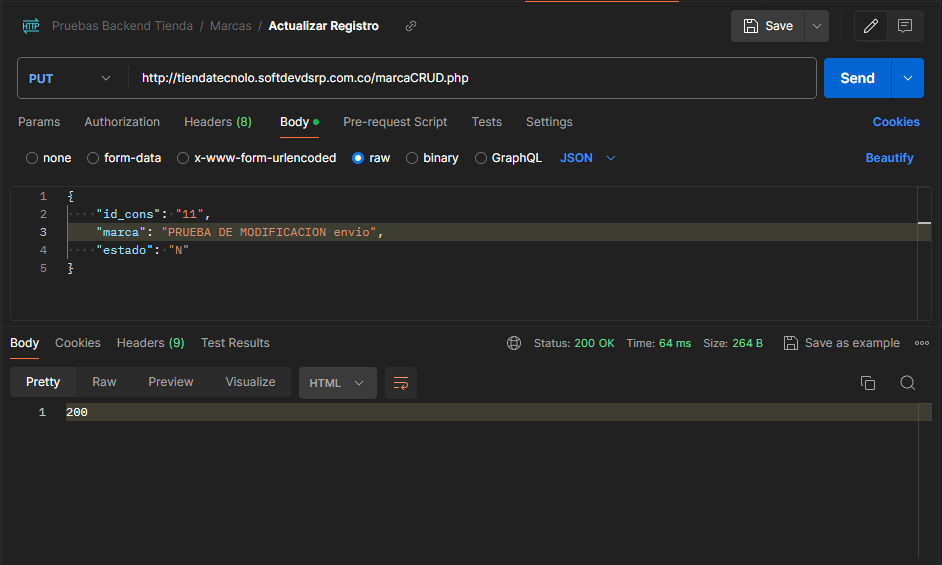 HTTP Pruebas Backend Tienda / Marcas / Actualizar Registro Save
PUT http://tiendatecnolo.softdevdsrp.com.co/marcaCRUD.php Send
Params Authorization Headers (8) Body Pre-request Script Tests Settings Cookies
none form-data x-www-form-urlencoded raw binary GraphQL JSON Beautify
1 {
2 "id_cons": "11",
3 "marca": "PRUEBA DE MODIFICACION envio",
4 "estado": "N"
5 }
Body Cookies Headers (9) Test Results Status: 200 OK Time: 64 ms Size: 264 B Save as example
Pretty Raw Preview Visualize HTML
1 200